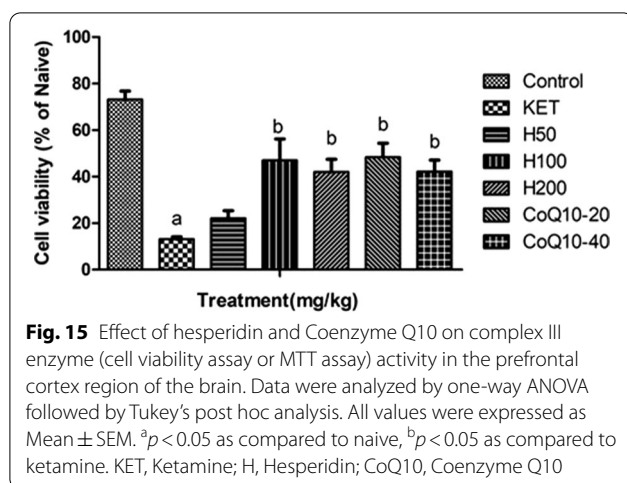 100
80
60
40
20
0
Cell viability (% of Naive)
a
b
b
b
b
Treatment(mg/kg)
Control
KET
H50
H100
H200
CoQ10-20
CoQ10-40
Fig. 15 Effect of hesperidin and Coenzyme Q10 on complex III
enzyme (cell viability assay or MTT assay) activity in the prefrontal
cortex region of the brain. Data were analyzed by one-way ANOVA
followed by Tukey’s post hoc analysis. All values were expressed as
Mean ± SEM. ᵃp < 0.05 as compared to naive, ᵇp < 0.05 as compared to
ketamine. KET, Ketamine; H, Hesperidin; CoQ10, Coenzyme Q10